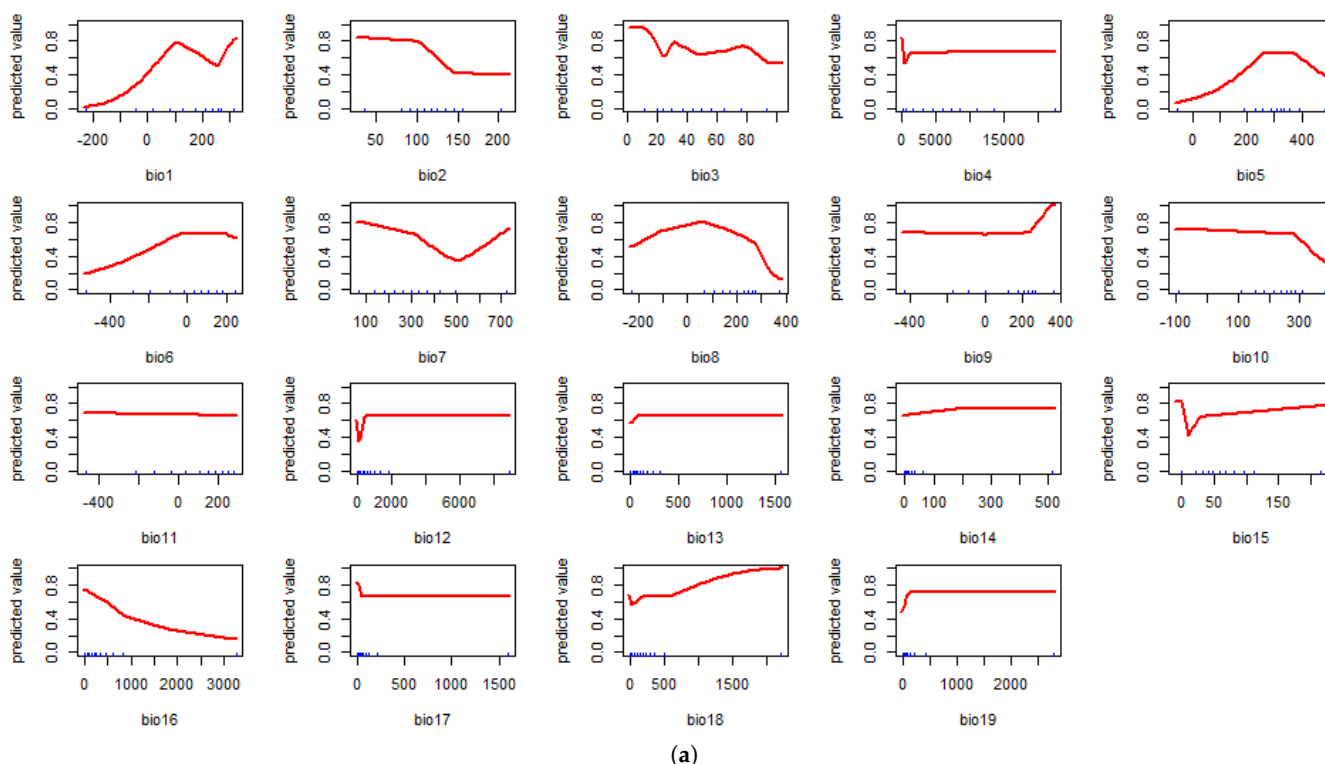 predicted value
0.0 0.4 0.8
-200 0 200
bio1
predicted value
0.0 0.4 0.8
50 100 150 200
bio2
predicted value
0.0 0.4 0.8
0 20 40 60 80
bio3
predicted value
0.0 0.4 0.8
0 5000 15000
bio4
predicted value
0.0 0.4 0.8
0 200 400
bio5
predicted value
0.0 0.4 0.8
-400 0 200
bio6
predicted value
0.0 0.4 0.8
100 300 500 700
bio7
predicted value
0.0 0.4 0.8
-200 0 200 400
bio8
predicted value
0.0 0.4 0.8
-400 0 200 400
bio9
predicted value
0.0 0.4 0.8
-100 100 300
bio10
predicted value
0.0 0.4 0.8
-400 0 200
bio11
predicted value
0.0 0.4 0.8
0 2000 6000
bio12
predicted value
0.0 0.4 0.8
0 500 1000 1500
bio13
predicted value
0.0 0.4 0.8
0 100 300 500
bio14
predicted value
0.0 0.4 0.8
0 50 150
bio15
predicted value
0.0 0.4 0.8
0 1000 2000 3000
bio16
predicted value
0.0 0.4 0.8
0 500 1000 1500
bio17
predicted value
0.0 0.4 0.8
0 500 1500
bio18
predicted value
0.0 0.4 0.8
0 1000 2000
bio19
(a)